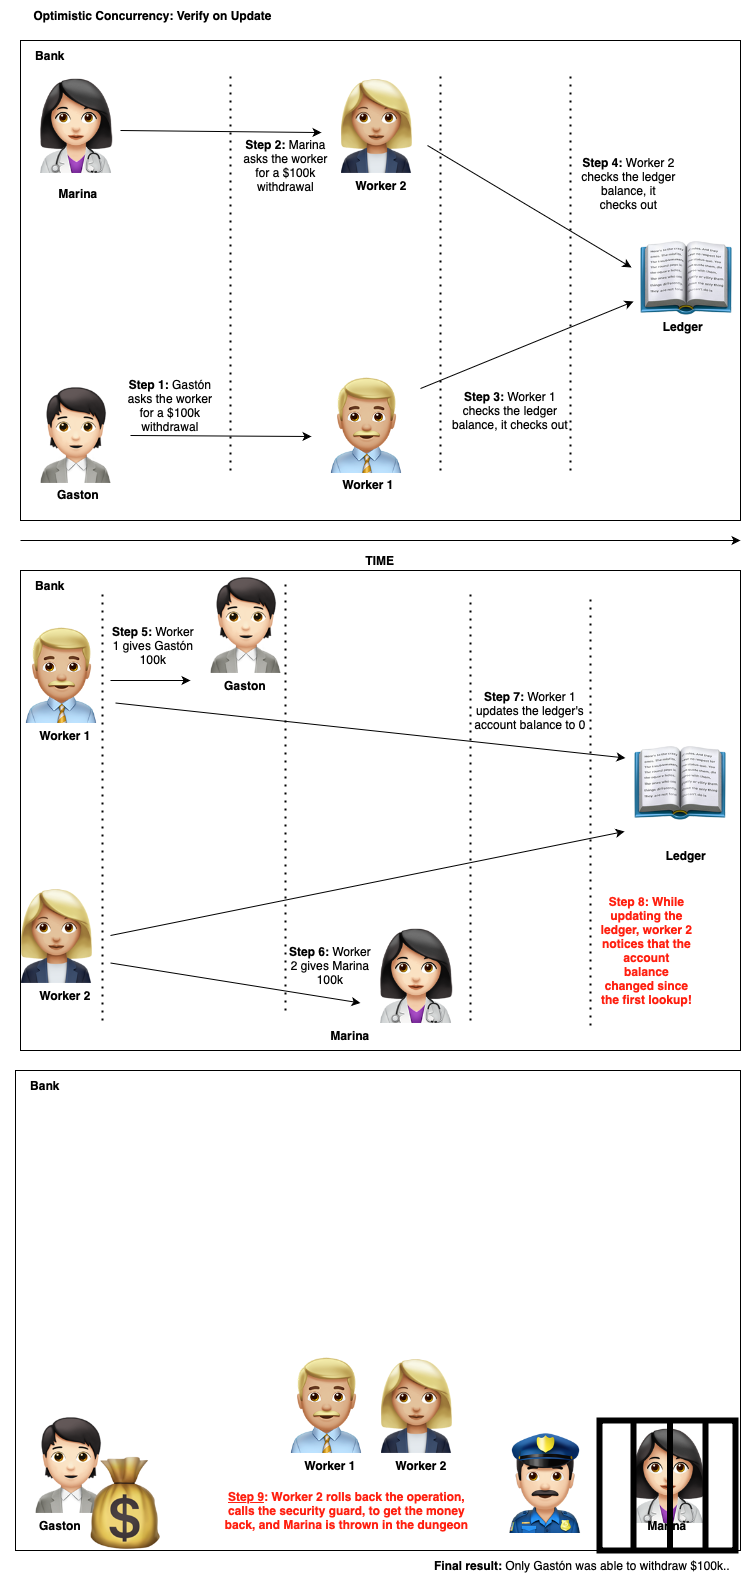 Optimistic Concurrency: Verify on Update
Bank
Marina
Step 2: Marina
asks the worker
for a $100k
withdrawal
Worker 2
Step 4: Worker 2
checks the ledger
balance, it
checks out
Ledger
Step 1: Gastón
asks the worker
for a $100k
withdrawal
Gaston
Worker 1
Step 3: Worker 1
checks the ledger
balance, it checks out
TIME
Bank
Worker 1
Step 5: Worker
1 gives Gastón
100k
Gaston
Step 7: Worker 1
updates the ledger's
account balance to 0
Ledger
Worker 2
Step 6: Worker
2 gives Marina
100k
Marina
Step 8: While
updating the
ledger, worker 2
notices that the
account
balance
changed since
the first lookup!
Bank
Gaston
$
Worker 1
Worker 2
Step 9: Worker 2 rolls back the operation,
calls the security guard, to get the money
back, and Marina is thrown in the dungeon
Marina
Final result: Only Gastón was able to withdraw $100k..